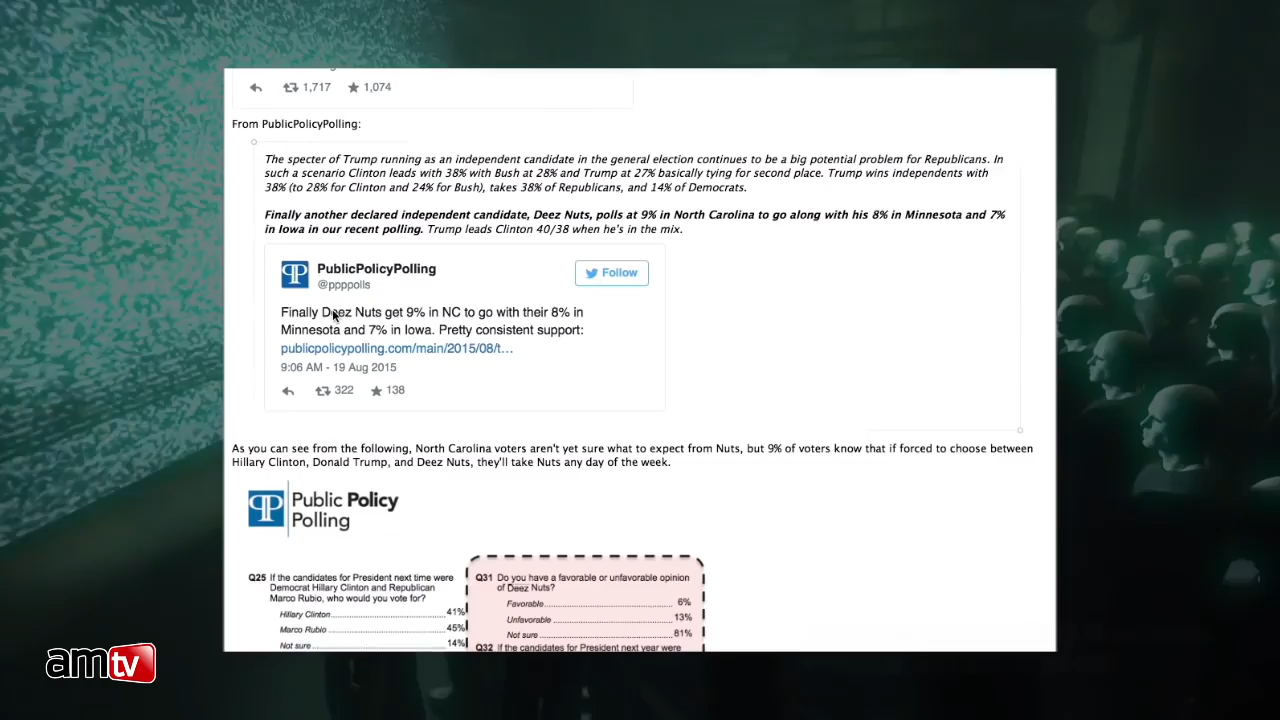 1,717 1,074
From PublicPolicyPolling:
The specter of Trump running as an independent candidate in the general election continues to be a big potential problem for Republicans. In
such a scenario Clinton leads with 38% with Bush at 28% and Trump at 27% basically tying for second place. Trump wins independents with
38% (to 28% for Clinton and 24% for Bush), takes 38% of Republicans, and 14% of Democrats.
Finally another declared independent candidate, Deez Nuts, polls at 9% in North Carolina to go along with his 8% in Minnesota and 7%
in Iowa in our recent polling. Trump leads Clinton 40/38 when he's in the mix.
PublicPolicyPolling
@ppppolls
Follow
Finally Deez Nuts get 9% in NC to go with their 8% in
Minnesota and 7% in Iowa. Pretty consistent support:
publicpolicypolling.com/main/2015/08/t…
9:06 AM - 19 Aug 2015
322 138
As you can see from the following, North Carolina voters aren't yet sure what to expect from Nuts, but 9% of voters know that if forced to choose between
Hillary Clinton, Donald Trump, and Deez Nuts, they'll take Nuts any day of the week.
PPP
Public Policy
Polling
Q25 If the candidates for President next time were
Democrat Hillary Clinton and Republican
Marco Rubio, who would you vote for?
Hillary Clinton 41%
Marco Rubio 45%
Not sure 14%
Q31 Do you have a favorable or unfavorable opinion
of Deez Nuts?
Favorable 6%
Unfavorable 13%
Not sure 81%
Q32 If the candidates for President next year were
amtv